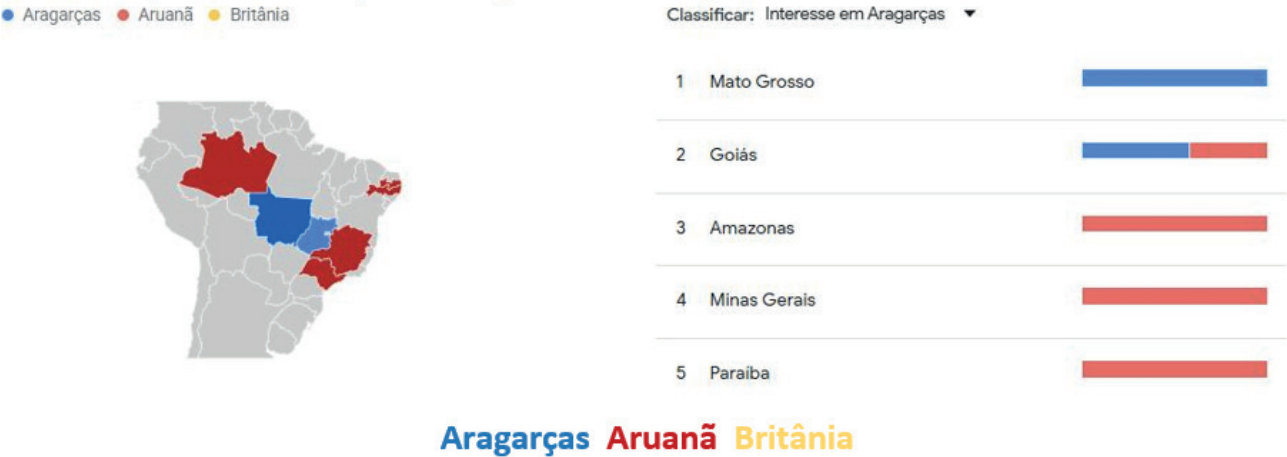 Aragarças Aruanã Britânia
Classificar: Interesse em Aragarças
1 Mato Grosso
2 Goiás
3 Amazonas
4 Minas Gerais
5 Paraíba
Aragarças Aruanã Britânia